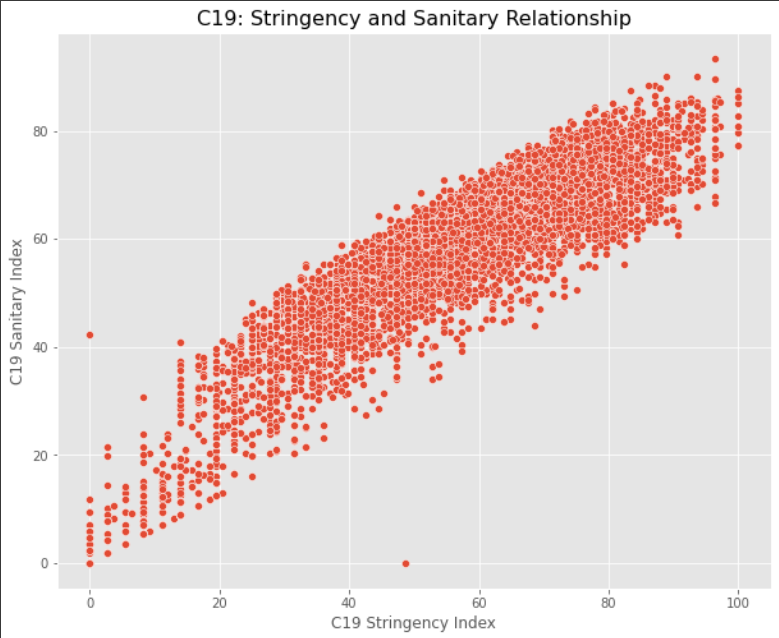 C19: Stringency and Sanitary Relationship
80
60
40
20
0
C19 Sanitary Index
0 20 40 60 80 100
C19 Stringency Index